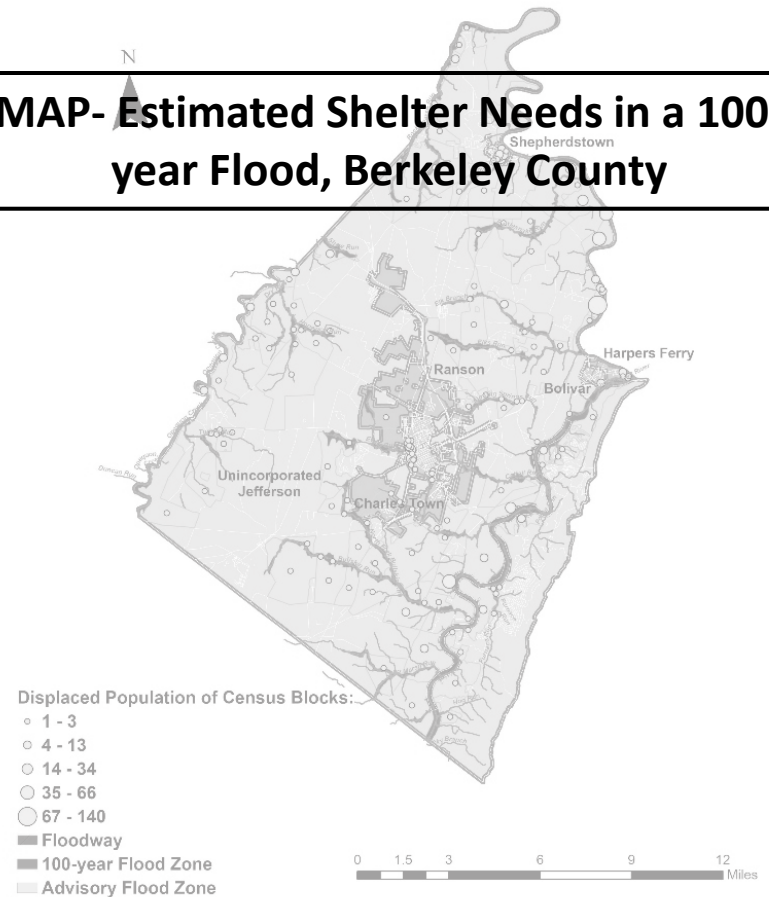 N
MAP- Estimated Shelter Needs in a 100
year Flood, Berkeley County
Shepherdstown
Harpers Ferry
Ranson
Bolivar
Unincorporated
Jefferson
Charles Town
Displaced Population of Census Blocks:
1 - 3
4 - 13
14 - 34
35 - 66
67 - 140
Floodway
100-year Flood Zone
Advisory Flood Zone
0 1.5 3 6 9 12
Miles